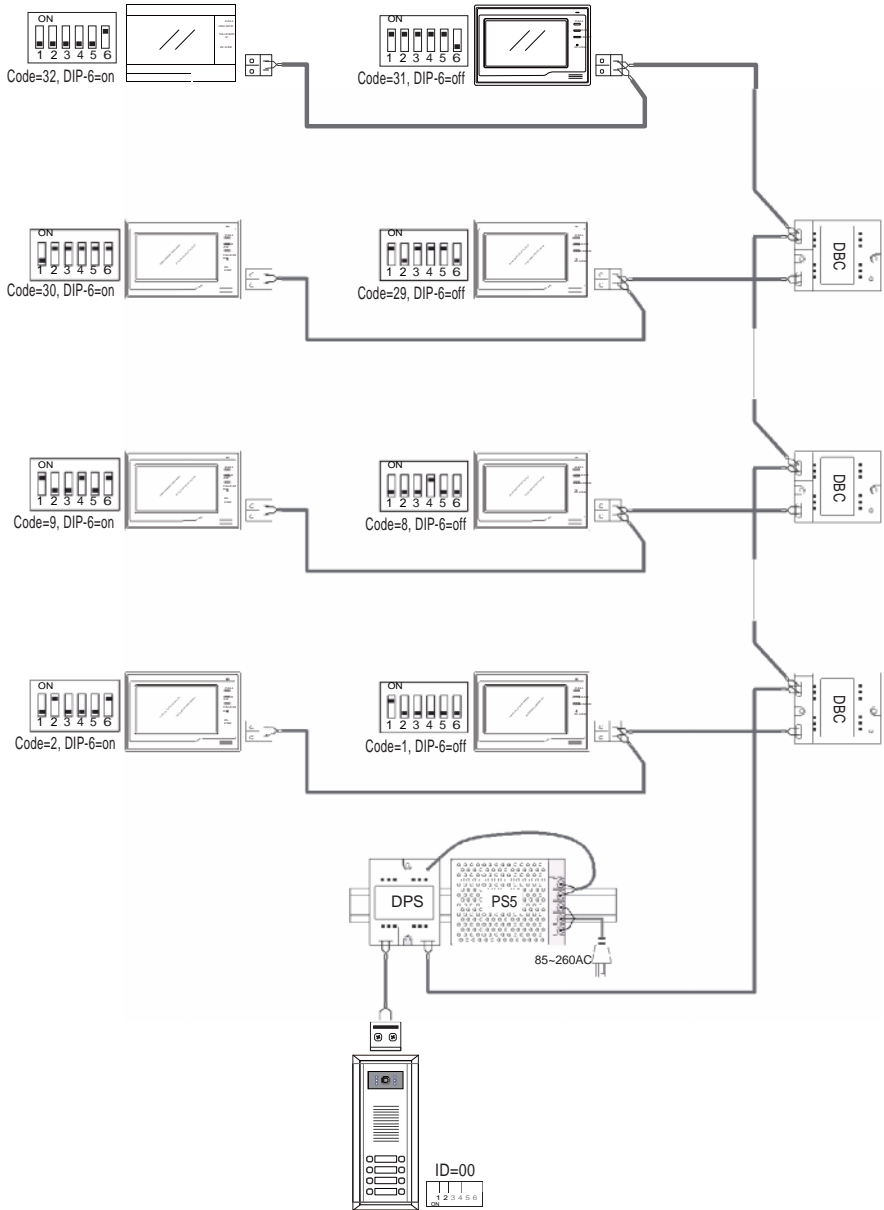 ON
1 2 3 4 5 6
Code=32, DIP-6=on
1 2 3 4 5 6
Code=31, DIP-6=off
ON
1 2 3 4 5 6
Code=30, DIP-6=on
ON
1 2 3 4 5 6
Code=29, DIP-6=off
DBC
ON
1 2 3 4 5 6
Code=9, DIP-6=on
ON
1 2 3 4 5 6
Code=8, DIP-6=off
DBC
ON
1 2 3 4 5 6
Code=2, DIP-6=on
ON
1 2 3 4 5 6
Code=1, DIP-6=off
DBC
DPS
PS5
85~260AC
ID=00
1 2 3 4 5 6
ON